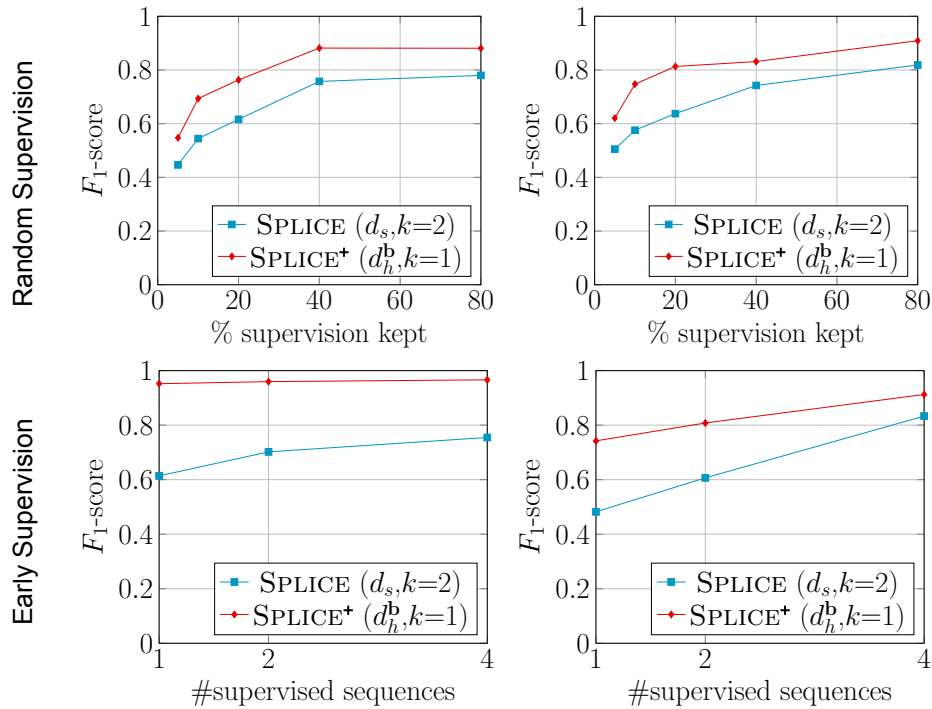 Random Supervision
1
0.8
0.6
0.4
0.2
0
F₁-score
SPLICE (dₛ,k=2)
SPLICE⁺ (d_h^b,k=1)
0 20 40 60 80
% supervision kept
1
0.8
0.6
0.4
0.2
0
F₁-score
SPLICE (dₛ,k=2)
SPLICE⁺ (d_h^b,k=1)
0 20 40 60 80
% supervision kept
Early Supervision
1
0.8
0.6
0.4
0.2
0
F₁-score
SPLICE (dₛ,k=2)
SPLICE⁺ (d_h^b,k=1)
1 2 4
#supervised sequences
1
0.8
0.6
0.4
0.2
0
F₁-score
SPLICE (dₛ,k=2)
SPLICE⁺ (d_h^b,k=1)
1 2 4
#supervised sequences